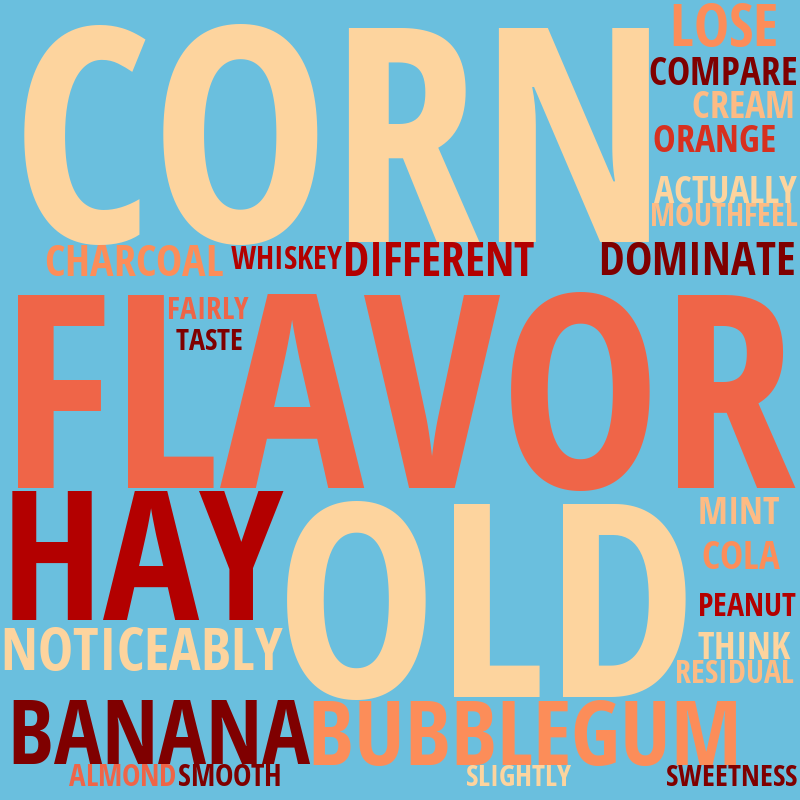 CORN
LOSE
COMPARE
CREAM
ORANGE
ACTUALLY
MOUTHFEEL
CHARCOAL WHISKEY DIFFERENT DOMINATE
FAIRLY
TASTE
FLAVOR
HAY
OLD
MINT
COLA
PEANUT
THINK
RESIDUAL
NOTICEABLY
BANANA BUBBLEGUM
ALMOND SMOOTH SLIGHTLY SWEETNESS